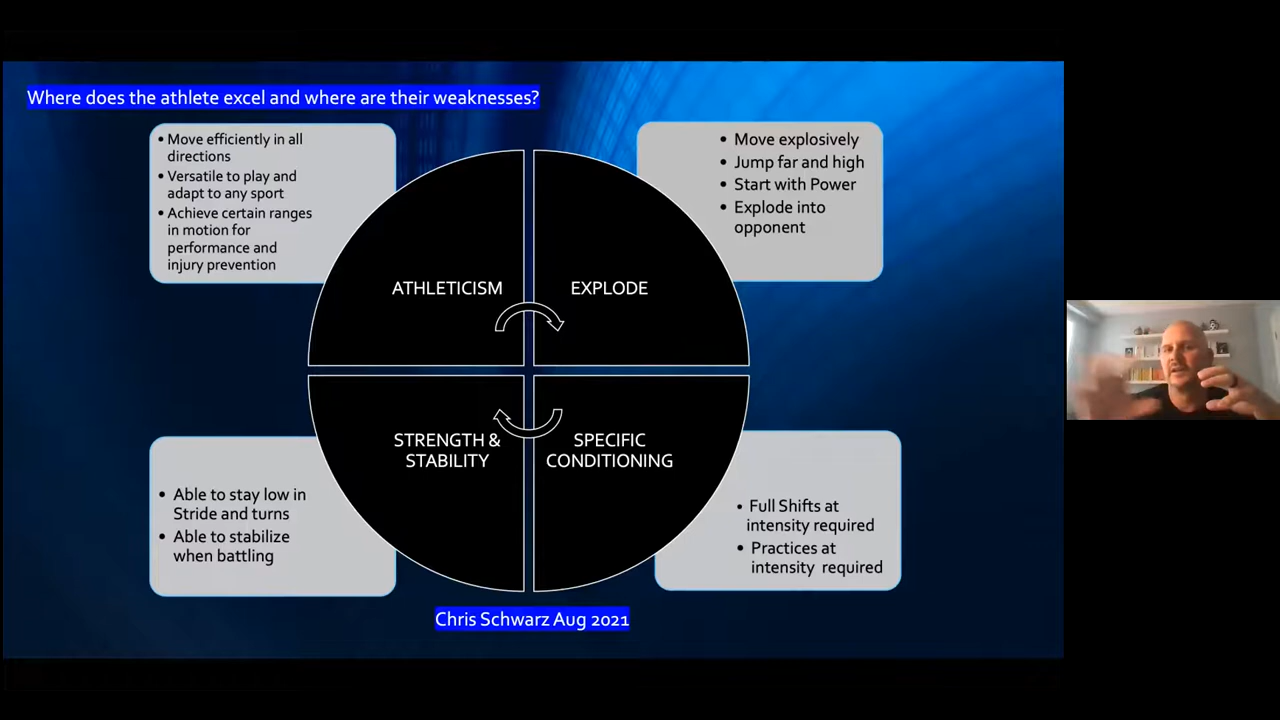 Where does the athlete excel and where are their weaknesses?
• Move efficiently in all
directions
• Versatile to play and
adapt to any sport
• Achieve certain ranges
in motion for
performance and
injury prevention
• Move explosively
• Jump far and high
• Start with Power
• Explode into
opponent
ATHLETICISM
EXPLODE
STRENGTH &
STABILITY
SPECIFIC
CONDITIONING
• Able to stay low in
Stride and turns
• Able to stabilize
when battling
• Full Shifts at
intensity required
• Practices at
intensity required
Chris Schwarz Aug 2021